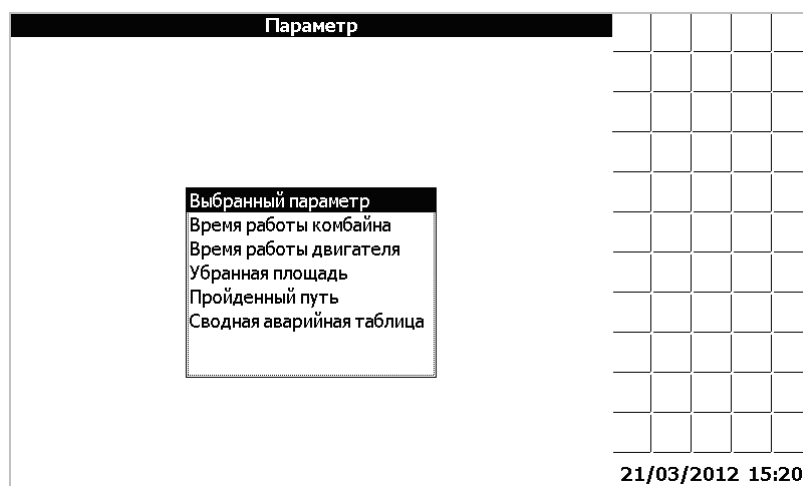 Параметр
Выбранный параметр
Время работы комбайна
Время работы двигателя
Убранная площадь
Пройденный путь
Сводная аварийная таблица
21/03/2012 15:20